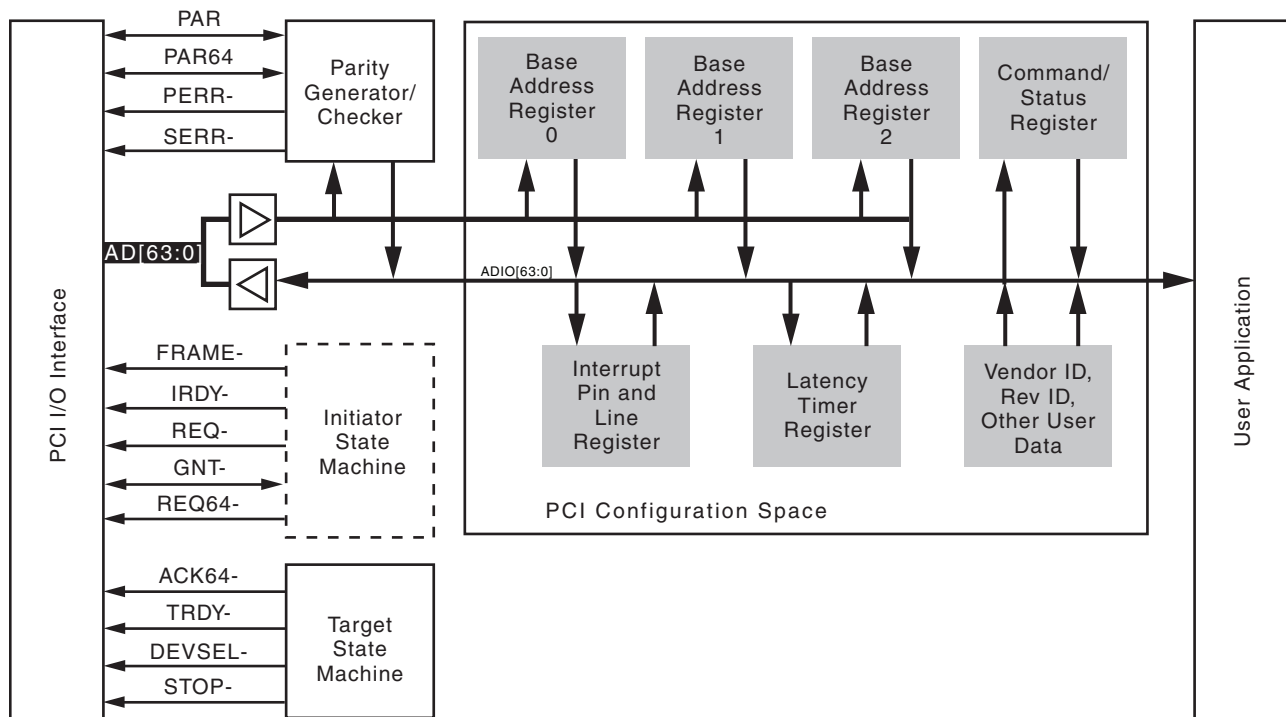 PCI I/O Interface
PAR
PAR64
PERR-
SERR-
Parity
Generator/
Checker
AD[63:0]
Base
Address
Register
0
Base
Address
Register
1
Base
Address
Register
2
Command/
Status
Register
ADIO[63:0]
Interrupt
Pin and
Line
Register
Latency
Timer
Register
Vendor ID,
Rev ID,
Other User
Data
PCI Configuration Space
FRAME-
IRDY-
REQ-
GNT-
REQ64-
Initiator
State
Machine
ACK64-
TRDY-
DEVSEL-
STOP-
Target
State
Machine
User Application